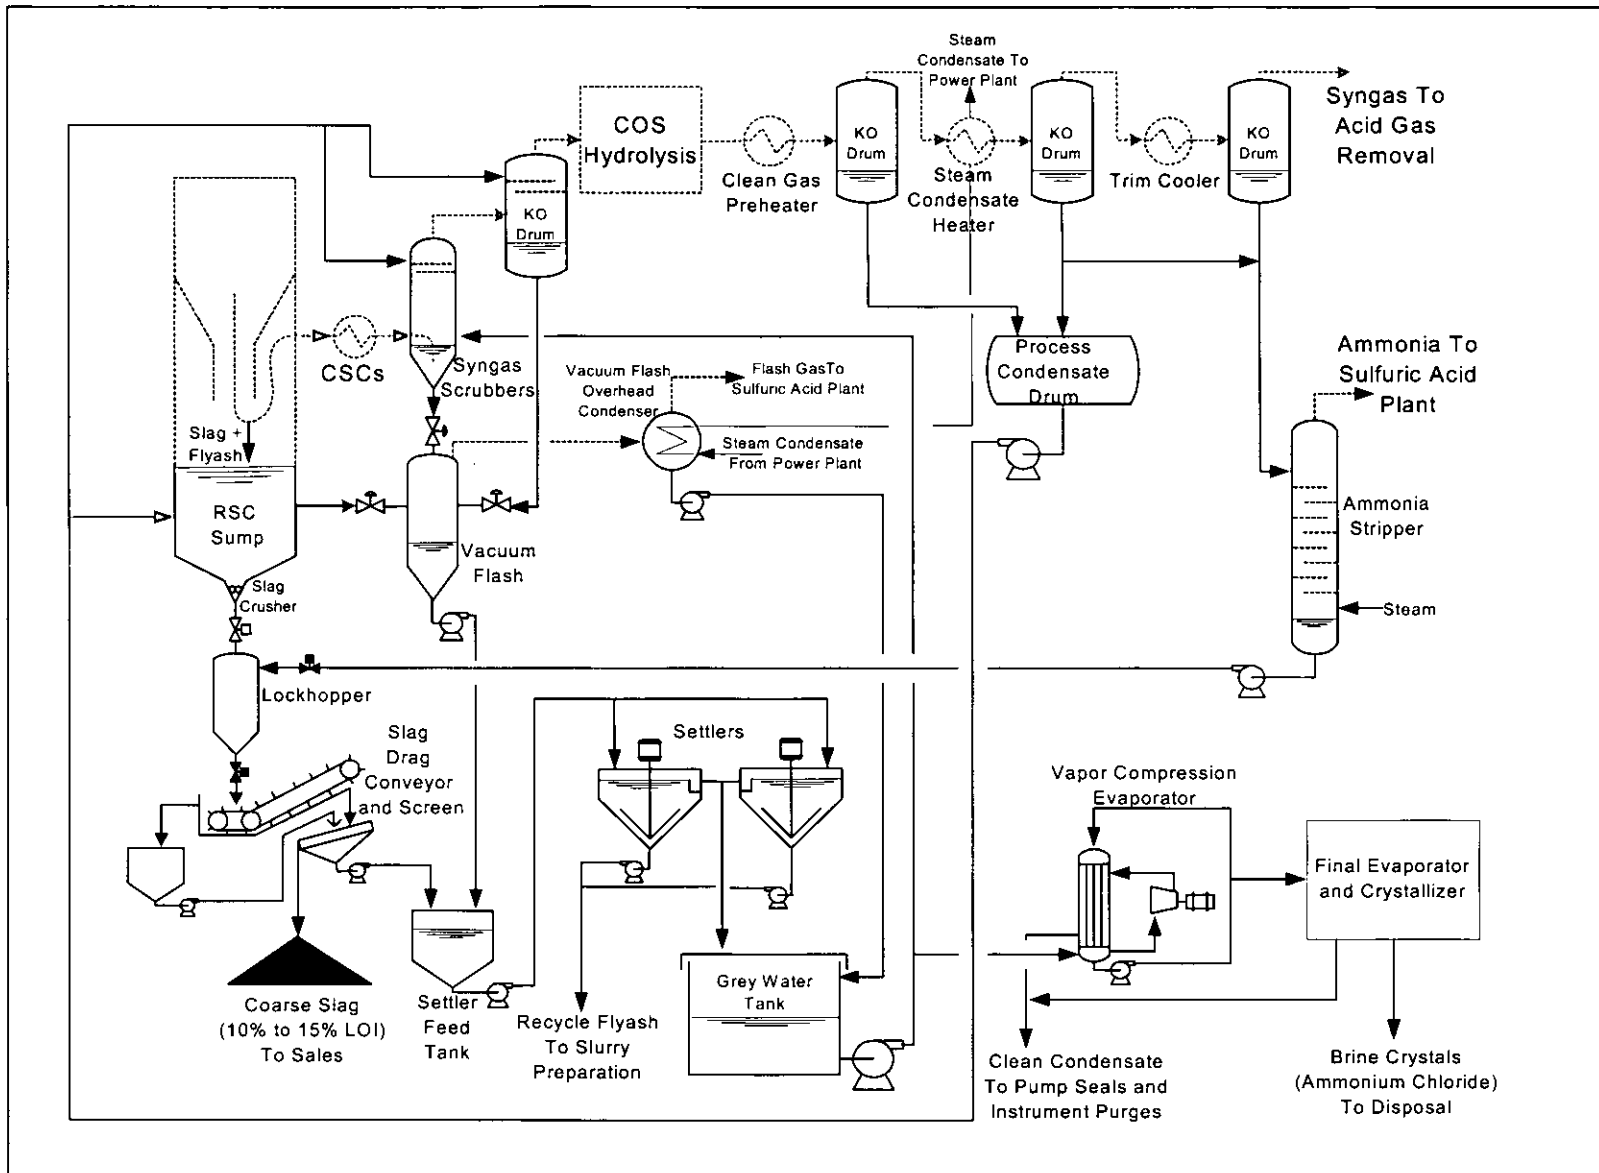 Steam
Condensate To
Power Plant
COS
Hydrolysis
KO
Drum
KO
Drum
KO
Drum
Syngas To
Acid Gas
Removal
Clean Gas
Preheater
Steam
Condensate
Heater
Trim Cooler
KO
Drum
CSCs
Syngas
Scrubbers
Vacuum Flash
Overhead
Condenser
Flash GasTo
Sulfuric Acid Plant
Process
Condensate
Drum
Ammonia To
Sulfuric Acid
Plant
Slag +
Flyash
Steam Condensate
From Power Plant
RSC
Sump
Ammonia
Stripper
Vacuum
Flash
Slag
Crusher
Steam
Lockhopper
Slag
Drag
Conveyor
and Screen
Settlers
Vapor Compression
Evaporator
Final Evaporator
and Crystallizer
Grey Water
Tank
Coarse Slag
(10% to 15% LOI)
To Sales
Settler
Feed
Tank
Recycle Flyash
To Slurry
Preparation
Clean Condensate
To Pump Seals and
Instrument Purges
Brine Crystals
(Ammonium Chloride)
To Disposal